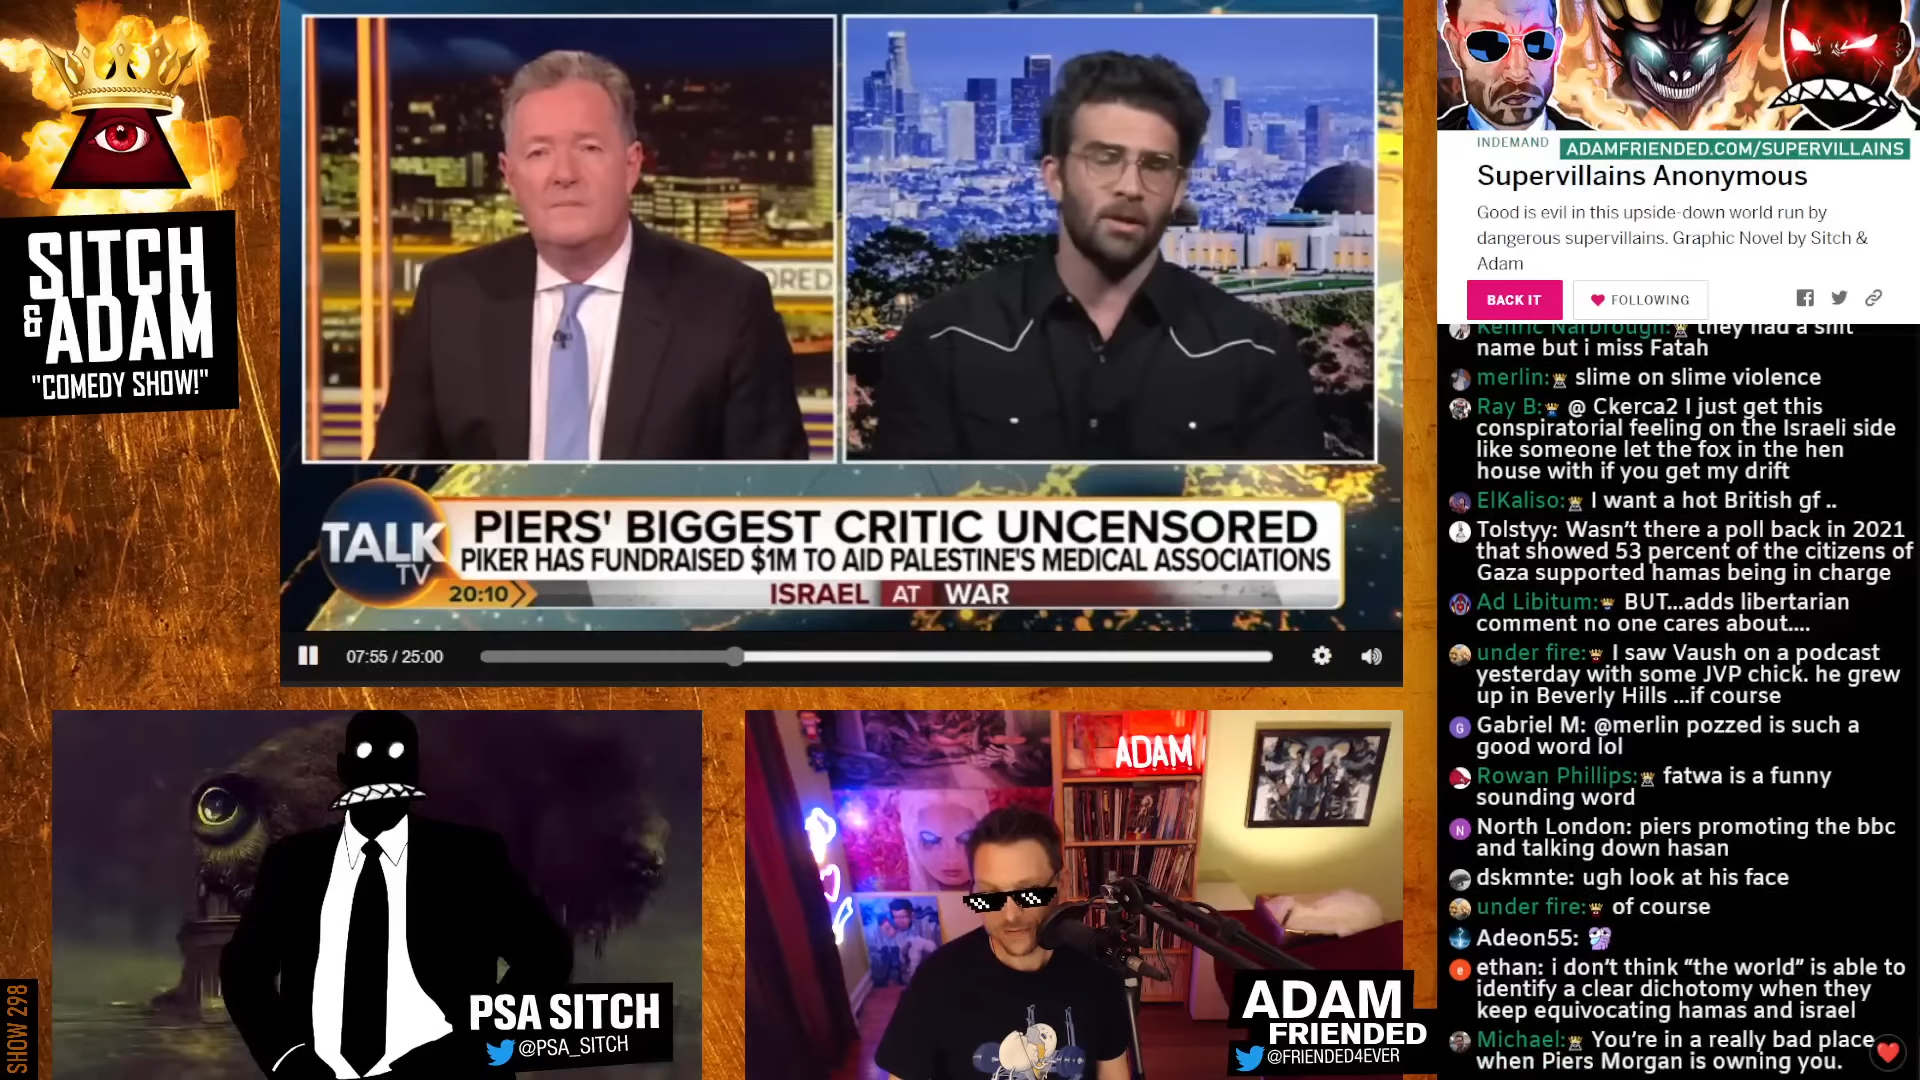 SITCH
& ADAM
"COMEDY SHOW!"
SHOW 298
ORED
TALK
TV
PIERS' BIGGEST CRITIC UNCENSORED
PIKER HAS FUNDRAISED $1M TO AID PALESTINE'S MEDICAL ASSOCIATIONS
20:10
ISRAEL AT WAR
07:55 / 25:00
PSA SITCH
@PSA_SITCH
ADAM
ADAM
FRIENDED
@FRIENDED4EVER
INDEMAND
ADAMFRIENDED.COM/SUPERVILLAINS
Supervillains Anonymous
Good is evil in this upside-down world run by
dangerous supervillains. Graphic Novel by Sitch &
Adam
BACK IT
FOLLOWING
Kenric Narbrough: they had a shit
name but i miss Fatah
merlin: slime on slime violence
Ray B: @ Ckerca2 I just get this
conspiratorial feeling on the Israeli side
like someone let the fox in the hen
house with if you get my drift
ElKaliso: I want a hot British gf ..
Tolstyy: Wasn't there a poll back in 2021
that showed 53 percent of the citizens of
Gaza supported hamas being in charge
Ad Libitum: BUT...adds libertarian
comment no one cares about....
under fire: I saw Vaush on a podcast
yesterday with some JVP chick. he grew
up in Beverly Hills ...if course
G
Gabriel M: @merlin pozzed is such a
good word lol
Rowan Phillips: fatwa is a funny
sounding word
N
North London: piers promoting the bbc
and talking down hasan
dskmnte: ugh look at his face
under fire: of course
Adeon55:
e
ethan: i don't think "the world" is able to
identify a clear dichotomy when they
keep equivocating hamas and israel
Michael: You're in a really bad place
when Piers Morgan is owning you.